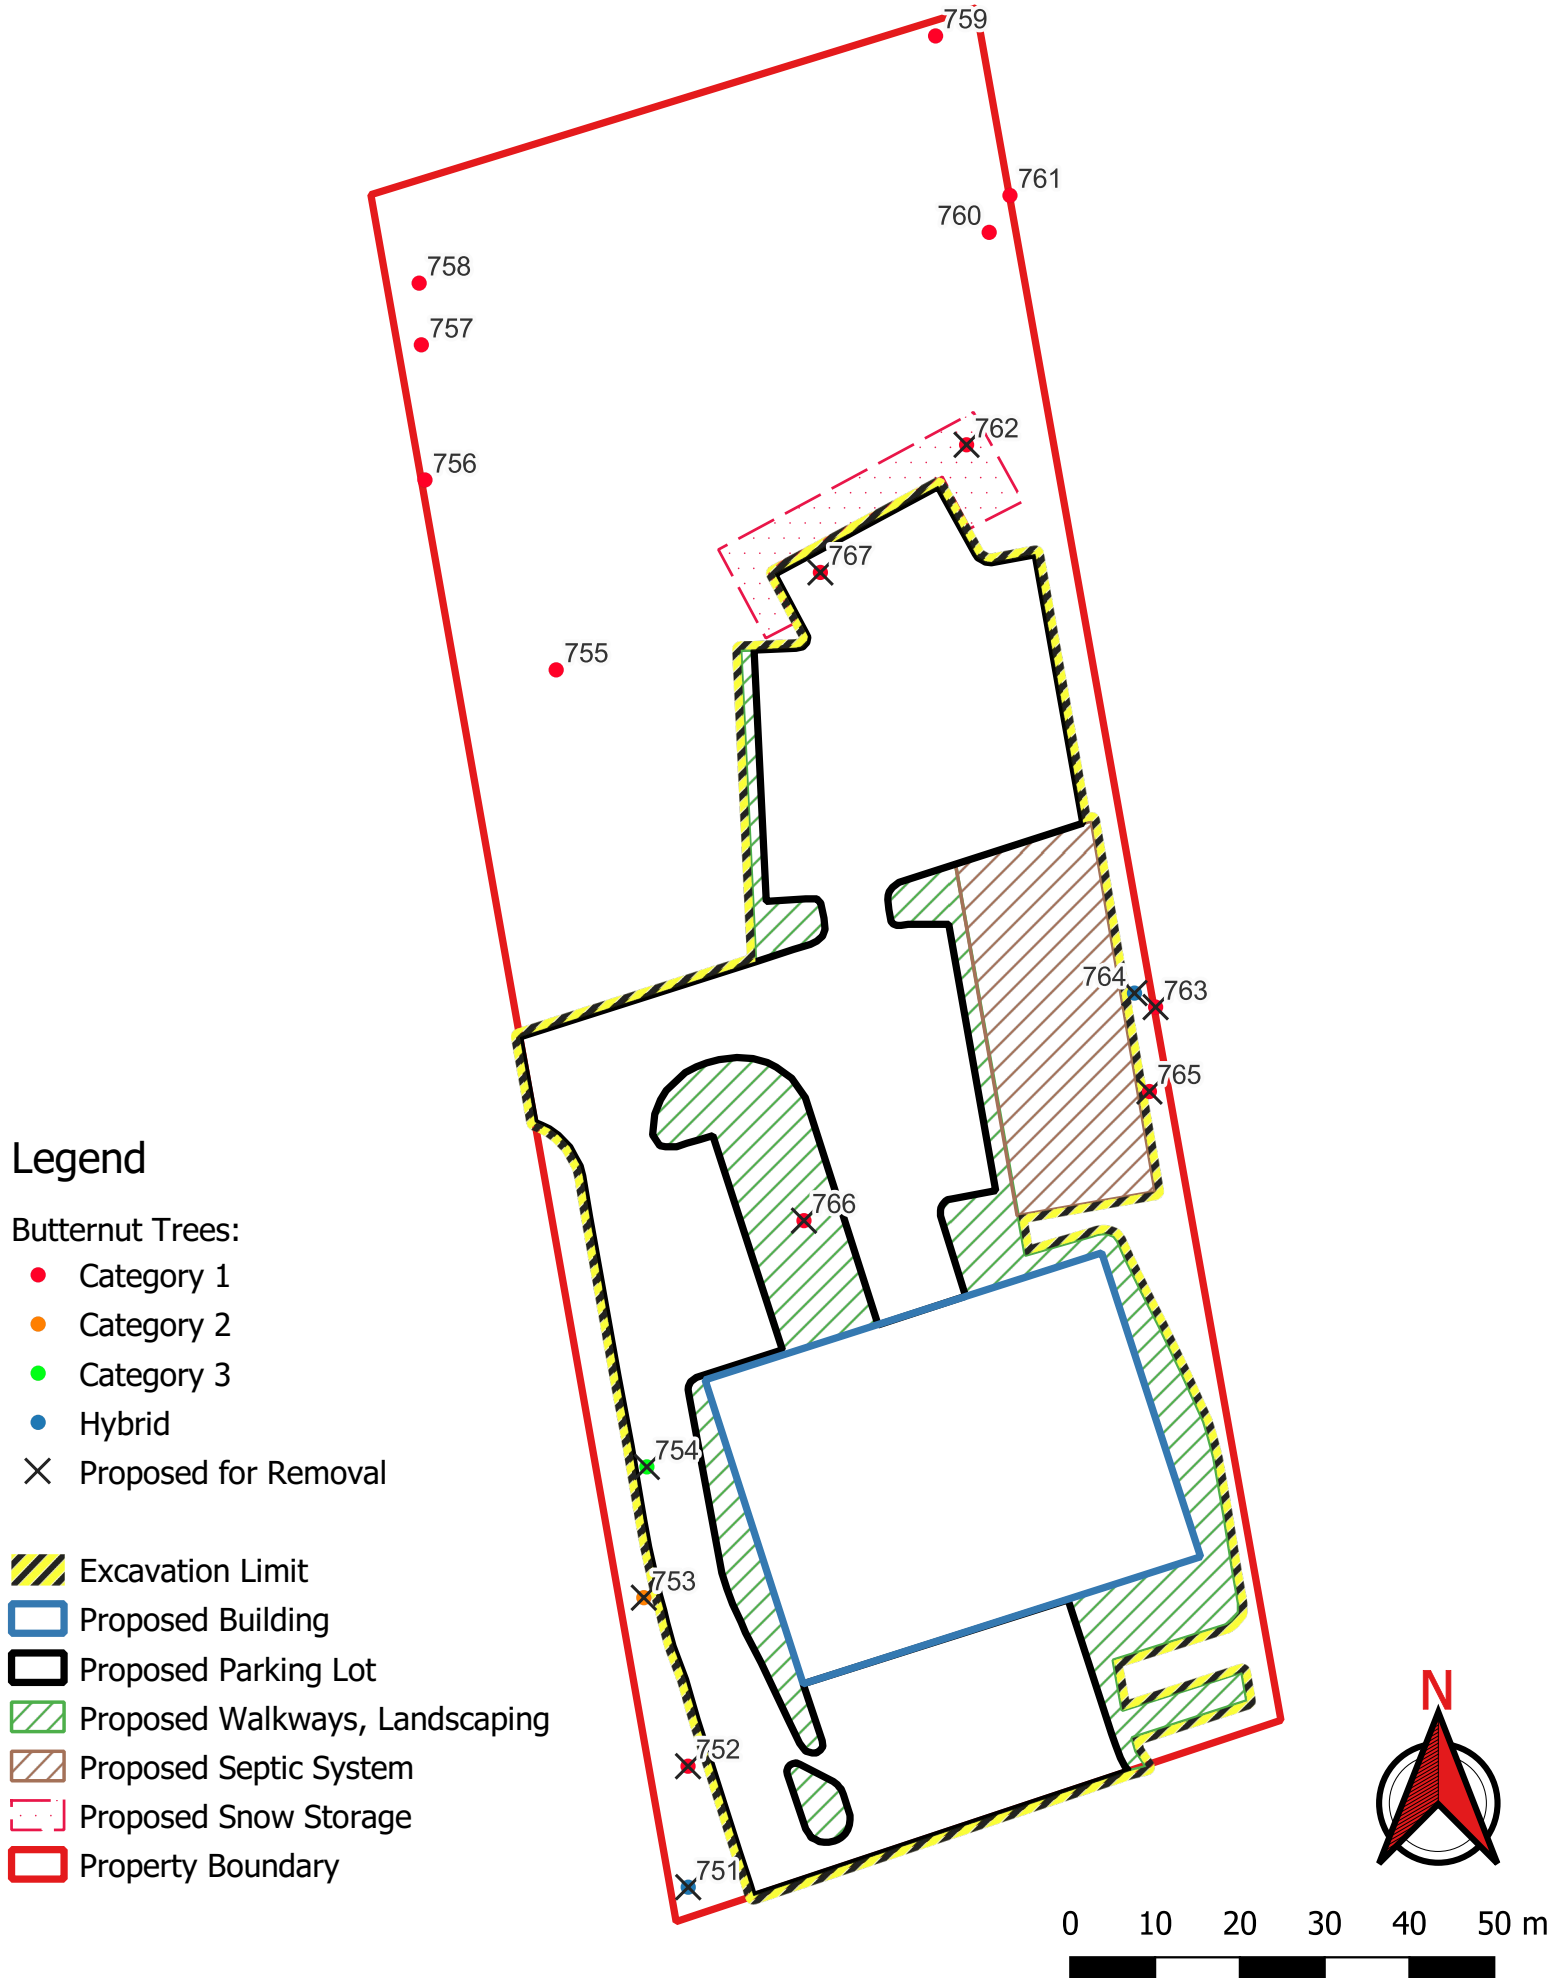 759
761
760
758
757
762
756
767
755
764
763
765
766
754
753
752
751
Legend
Butternut Trees:
Category 1
Category 2
Category 3
Hybrid
Proposed for Removal
Excavation Limit
Proposed Building
Proposed Parking Lot
Proposed Walkways, Landscaping
Proposed Septic System
Proposed Snow Storage
Property Boundary
N
0 10 20 30 40 50 m